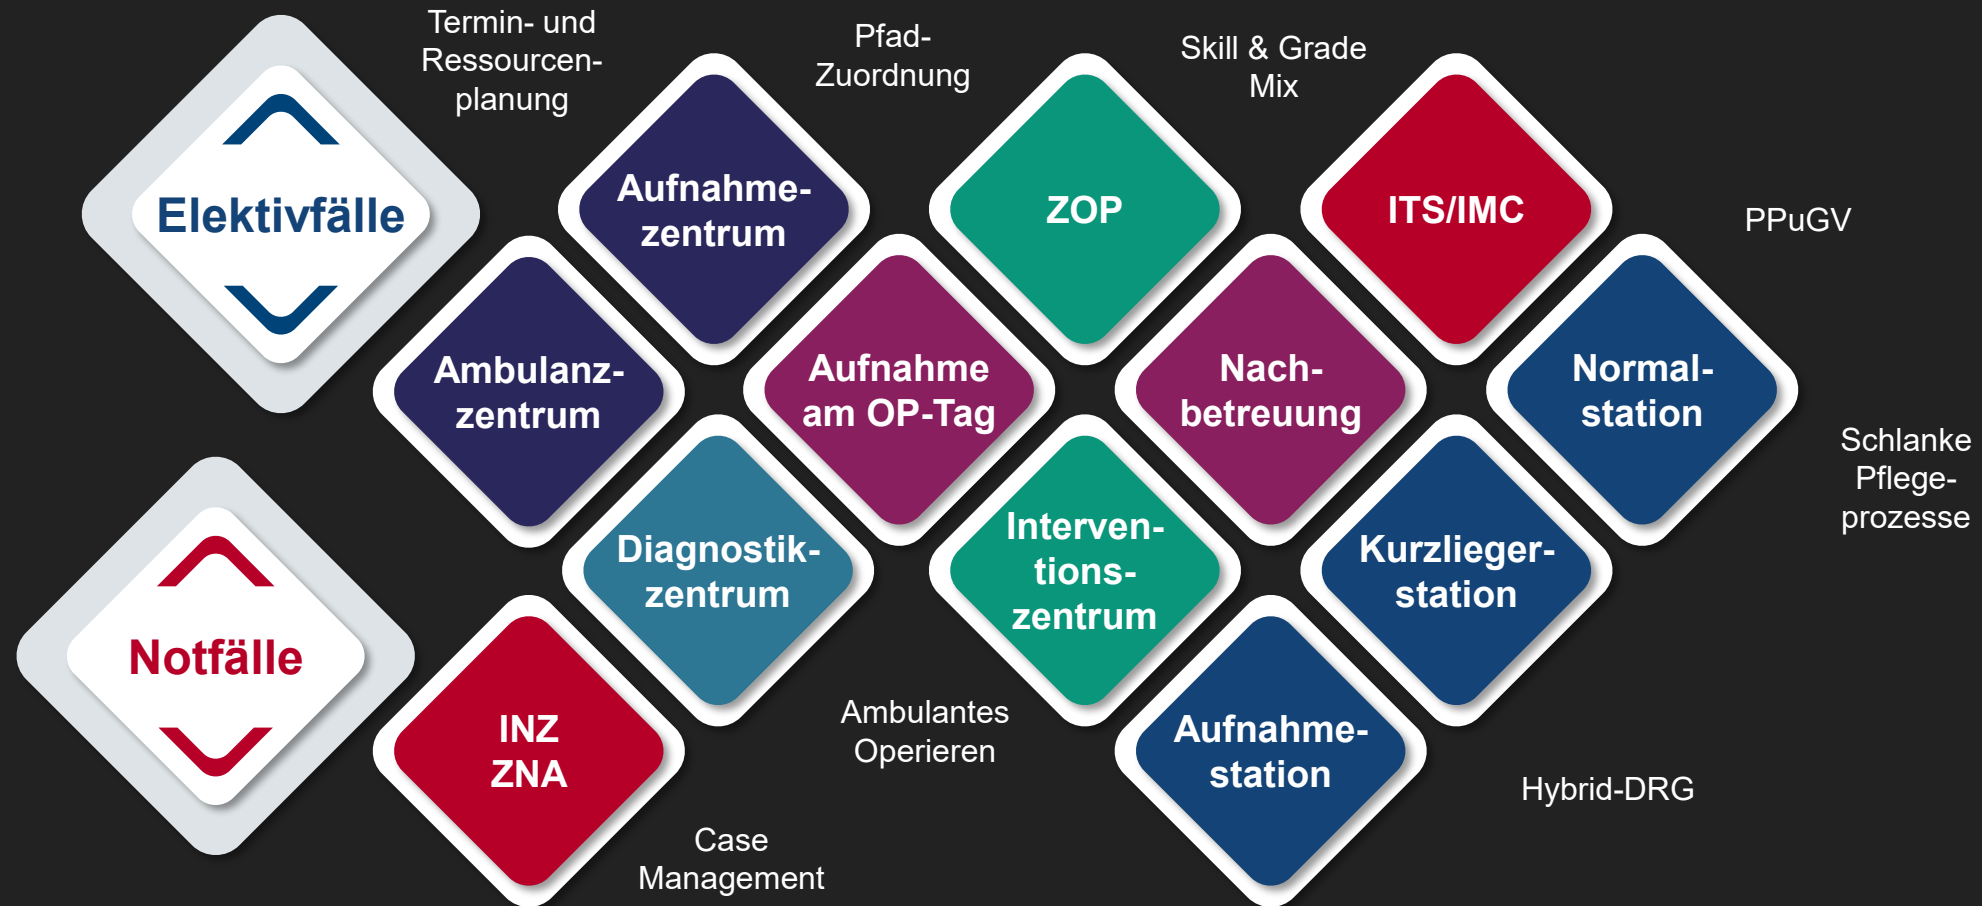 Termin- und
Ressourcen-
planung
Pfad-
Zuordnung
Skill & Grade
Mix
Elektivfälle
Aufnahme-
zentrum
ZOP
ITS/IMC
PPuGV
Ambulanz-
zentrum
Aufnahme
am OP-Tag
Nach-
betreuung
Normal-
station
Schlanke
Pflege-
prozesse
Notfälle
Diagnostik-
zentrum
Interven-
tions-
zentrum
Kurzlieger-
station
INZ
ZNA
Ambulantes
Operieren
Aufnahme-
station
Hybrid-DRG
Case
Management